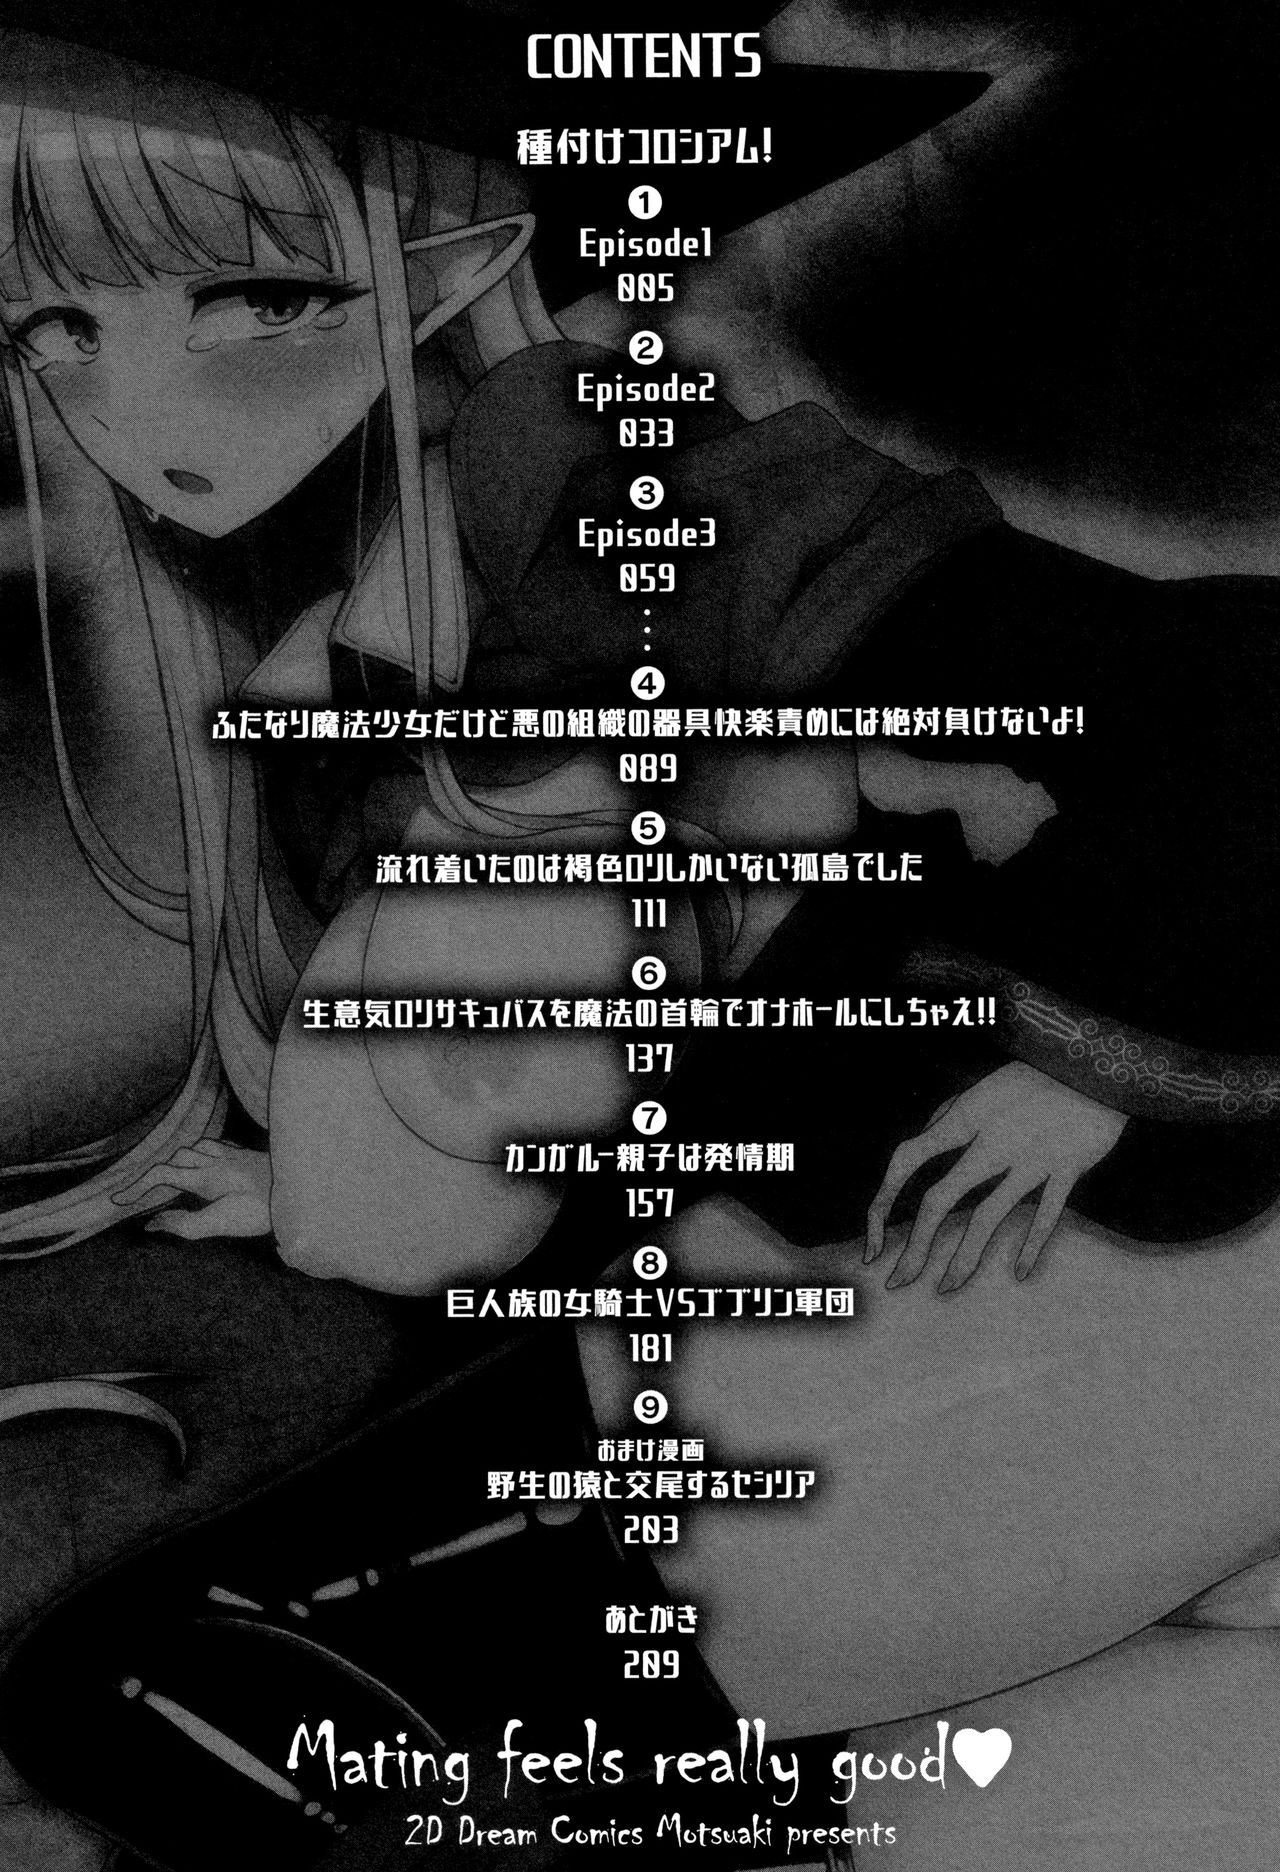 CONTENTS
種付けコロシアム!
1
Episode1
005
2
Episode2
033
3
Episode3
059
⋮
4
ふたなり魔法少女だけど悪の組織の器具快楽責めには絶対負けないよ!
089
5
流れ着いたのは褐色ロリしかいない孤島でした
111
6
生意気ロリサキュバスを魔法の首輪でオナホールにしちゃえ!!
137
7
カンガルー親子は発情期
157
8
巨人族の女騎士VSゴブリン軍団
181
9
おまけ漫画
野生の猿と交尾するセシリア
203
あとがき
209
Mating feels really good♥
2D Dream Comics Motsuaki presents